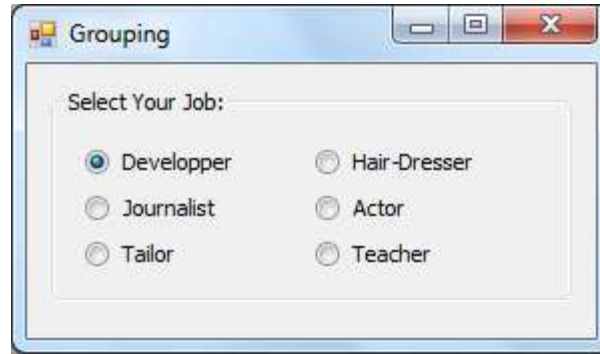 Grouping
Select Your Job:
Developper
Hair-Dresser
Journalist
Actor
Tailor
Teacher